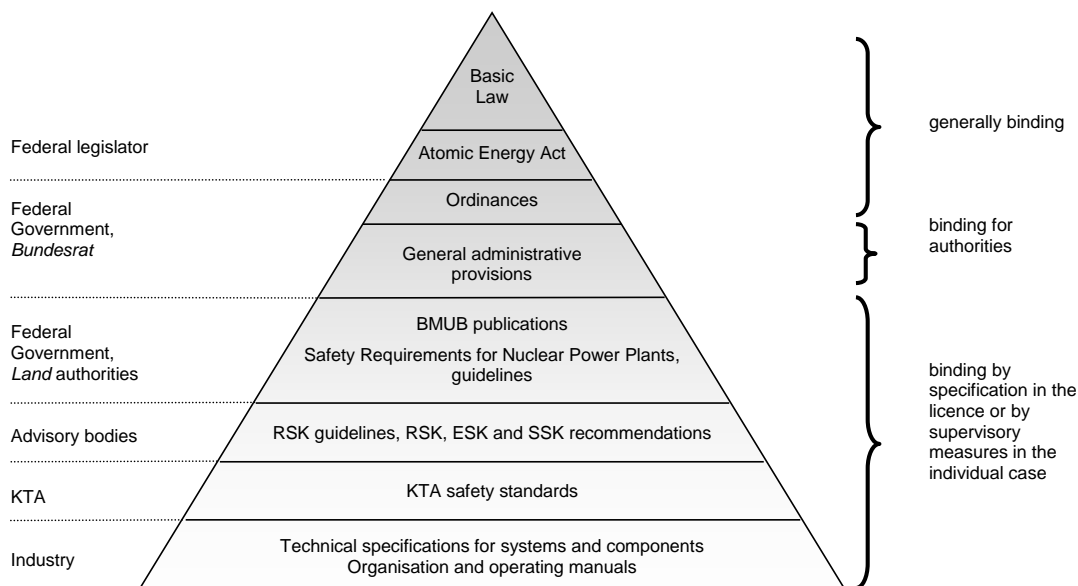 Basic
Law
generally binding
Federal legislator
Atomic Energy Act
Ordinances
Federal
Government,
Bundesrat
binding for
authorities
General administrative
provisions
BMUB publications
Federal
Government,
Land authorities
Safety Requirements for Nuclear Power Plants,
guidelines
binding by
specification in the
licence or by
supervisory
measures in the
individual case
Advisory bodies
RSK guidelines, RSK, ESK and SSK recommendations
KTA
KTA safety standards
Industry
Technical specifications for systems and components
Organisation and operating manuals